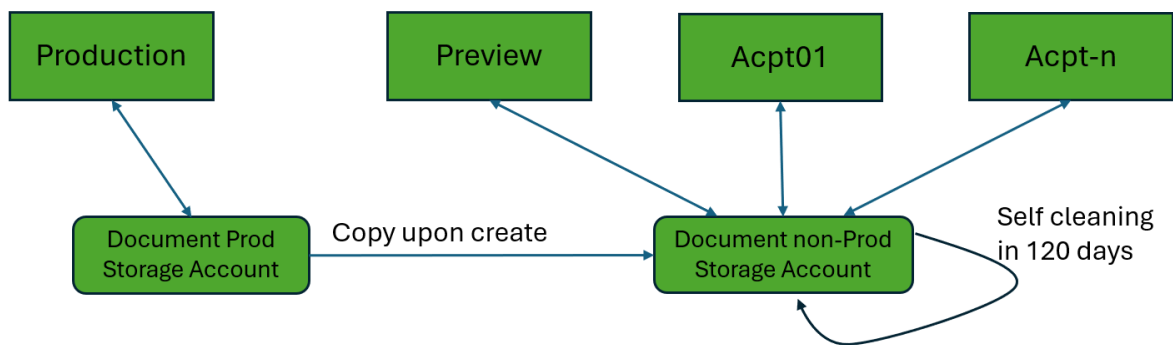 Production
Preview
Acpt01
Acpt-n
Document Prod
Storage Account
Copy upon create
Document non-Prod
Storage Account
Self cleaning
in 120 days